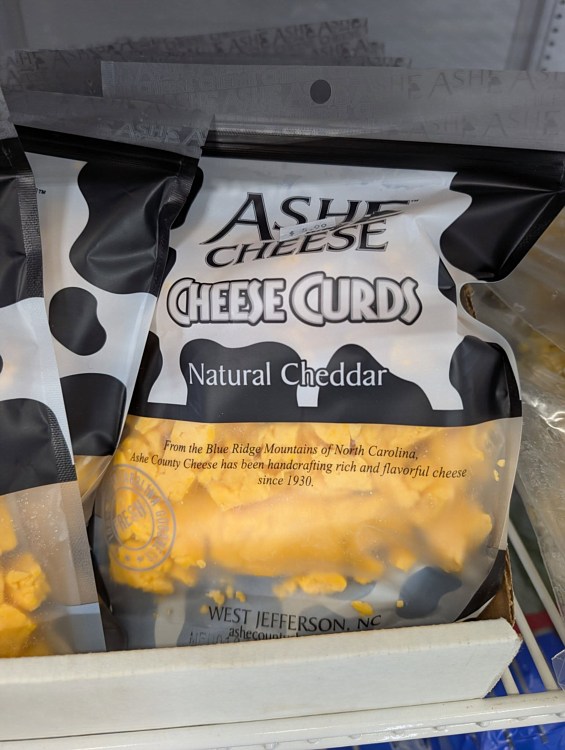 ASHE
CHEESE
CHEESE CURDS
Natural Cheddar
From the Blue Ridge Mountains of North Carolina,
Ashe County Cheese has been handcrafting rich and flavorful cheese
since 1930.
WEST JEFFERSON, NC